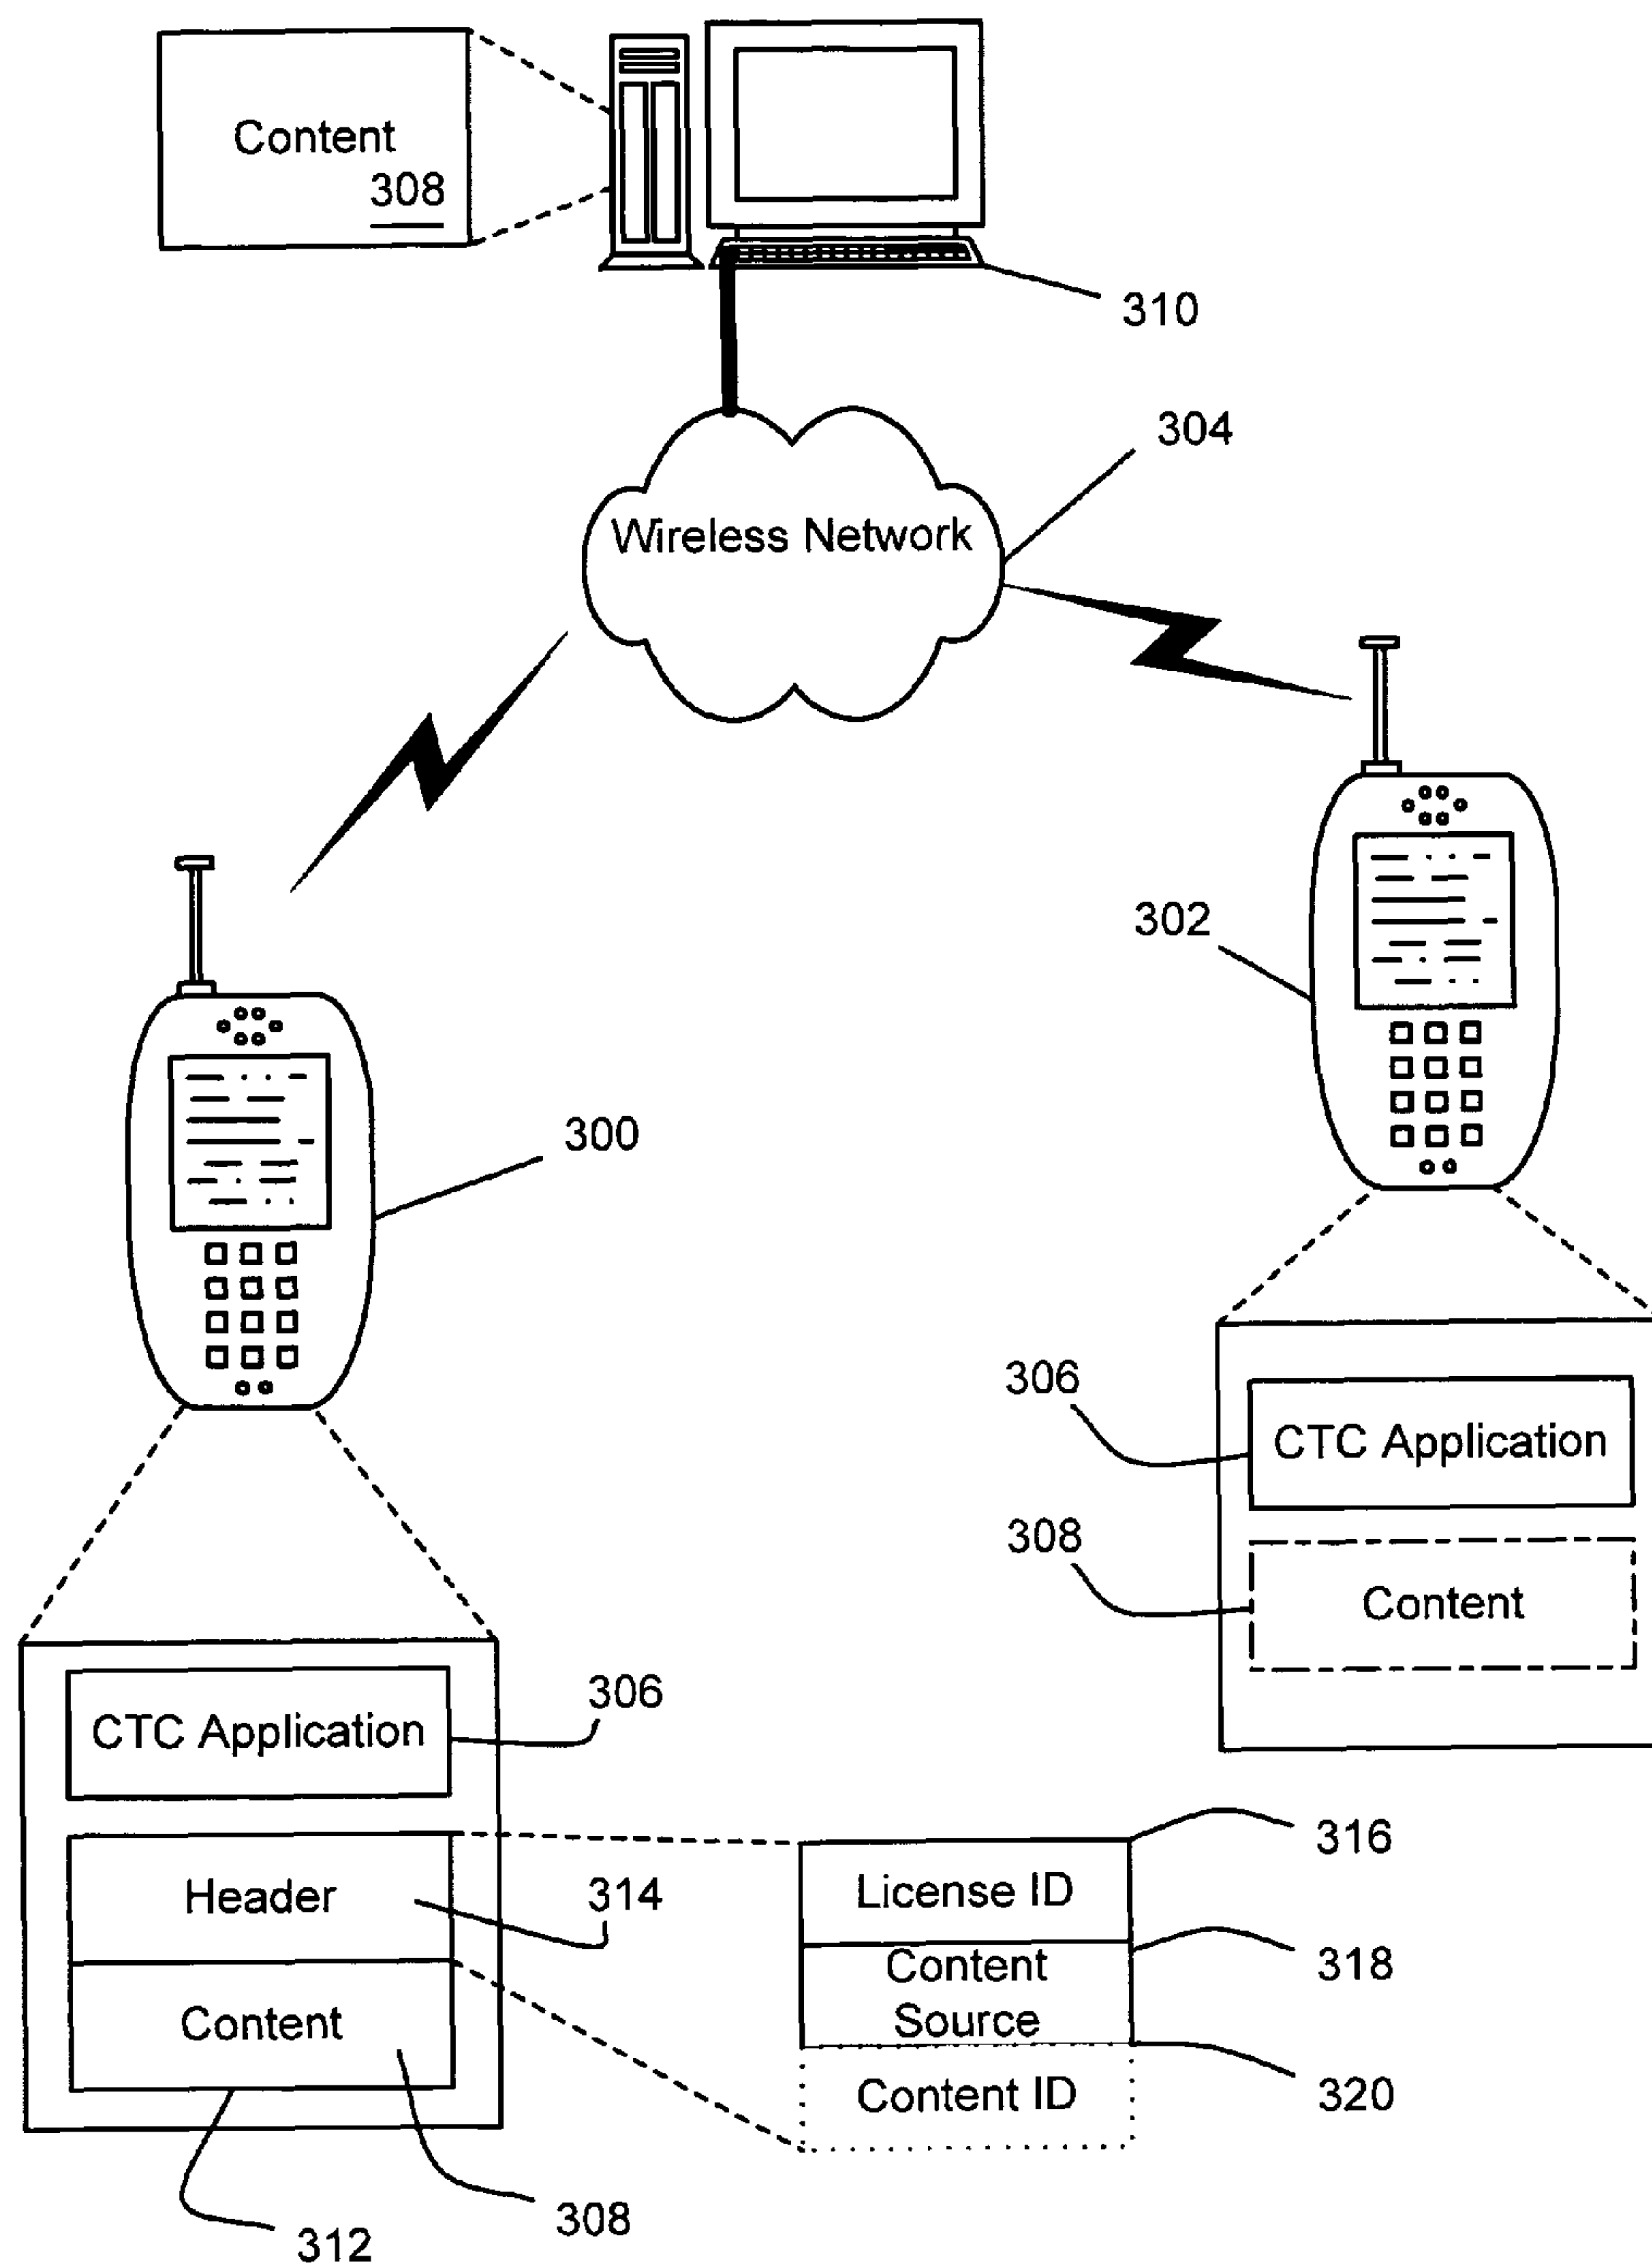 Content
308
310
304
Wireless Network
302
300
306
CTC Application
308
Content
306
CTC Application
316
License ID
Header
314
318
Content
Source
Content
320
Content ID
308
312